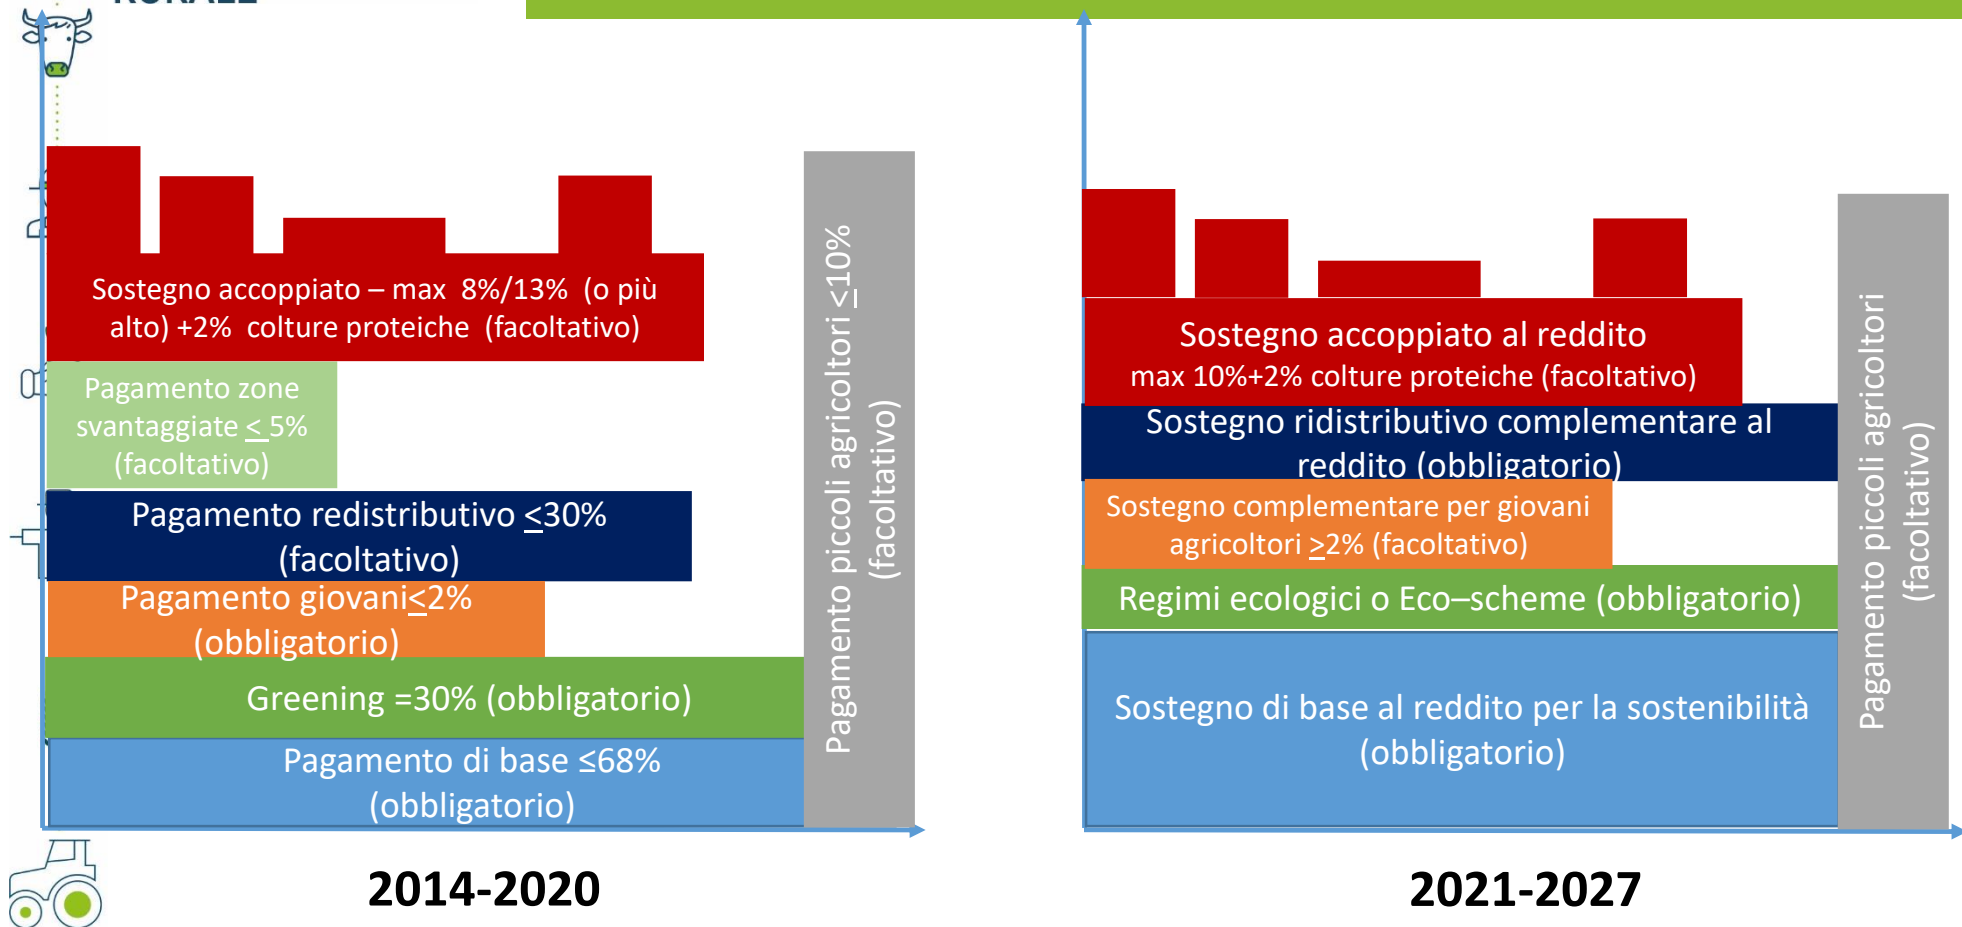 Sostegno accoppiato – max 8%/13% (o più
alto) +2% colture proteiche (facoltativo)
Pagamento zone
svantaggiate < 5%
(facoltativo)
Pagamento redistributivo <30%
(facoltativo)
Pagamento giovani<2%
(obbligatorio)
Greening =30% (obbligatorio)
Pagamento di base ≤68%
(obbligatorio)
Pagamento piccoli agricoltori <10%
(facoltativo)
2014-2020
Sostegno accoppiato al reddito
max 10%+2% colture proteiche (facoltativo)
Sostegno ridistributivo complementare al
reddito (obbligatorio)
Sostegno complementare per giovani
agricoltori >2% (facoltativo)
Regimi ecologici o Eco–scheme (obbligatorio)
Sostegno di base al reddito per la sostenibilità
(obbligatorio)
Pagamento piccoli agricoltori
(facoltativo)
2021-2027